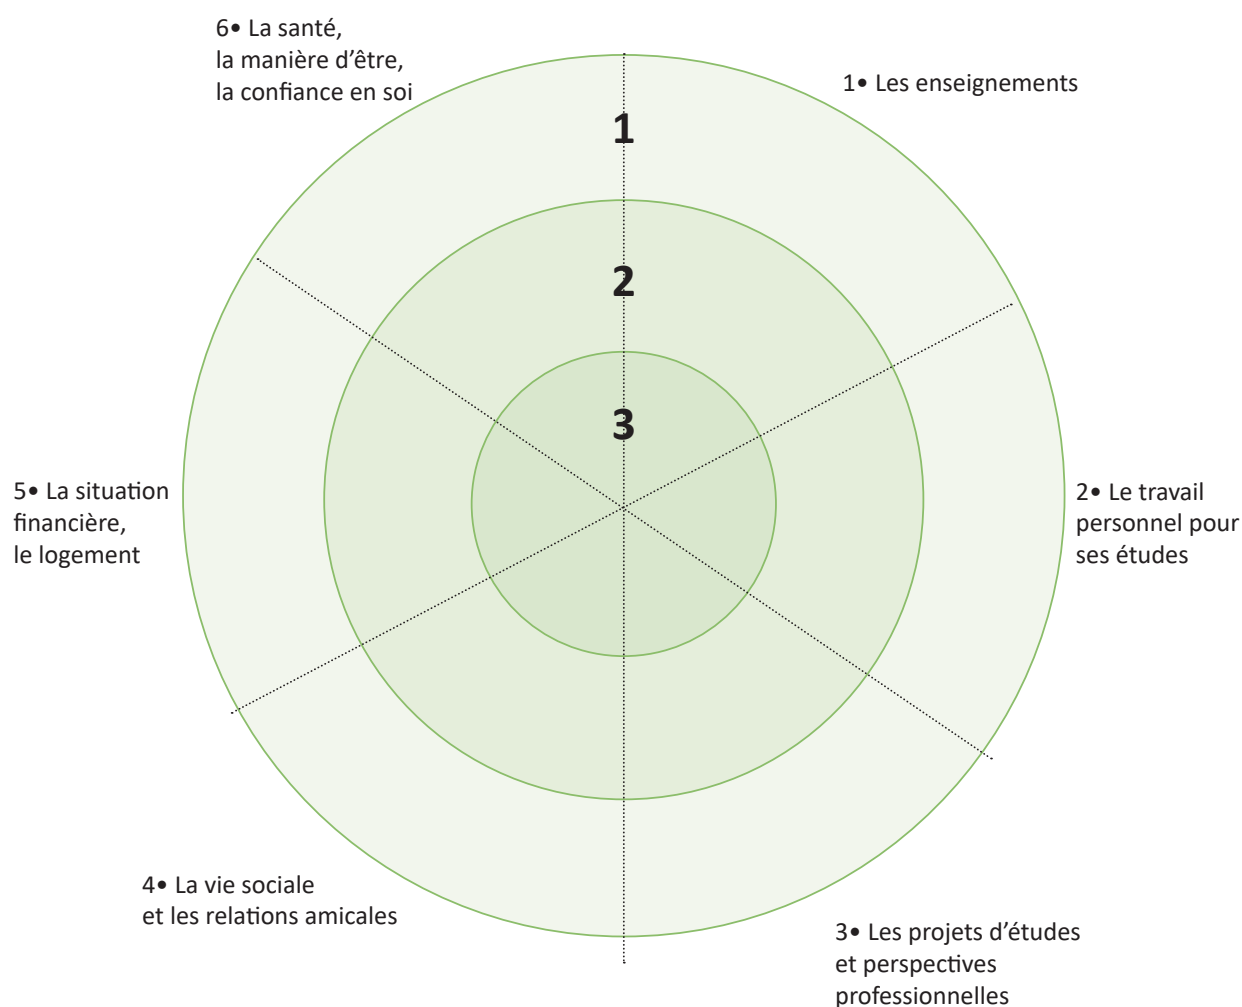 6• La santé,
la manière d’être,
la confiance en soi
1• Les enseignements
1
2
3
5• La situation
financière,
le logement
2• Le travail
personnel pour
ses études
4• La vie sociale
et les relations amicales
3• Les projets d’études
et perspectives
professionnelles